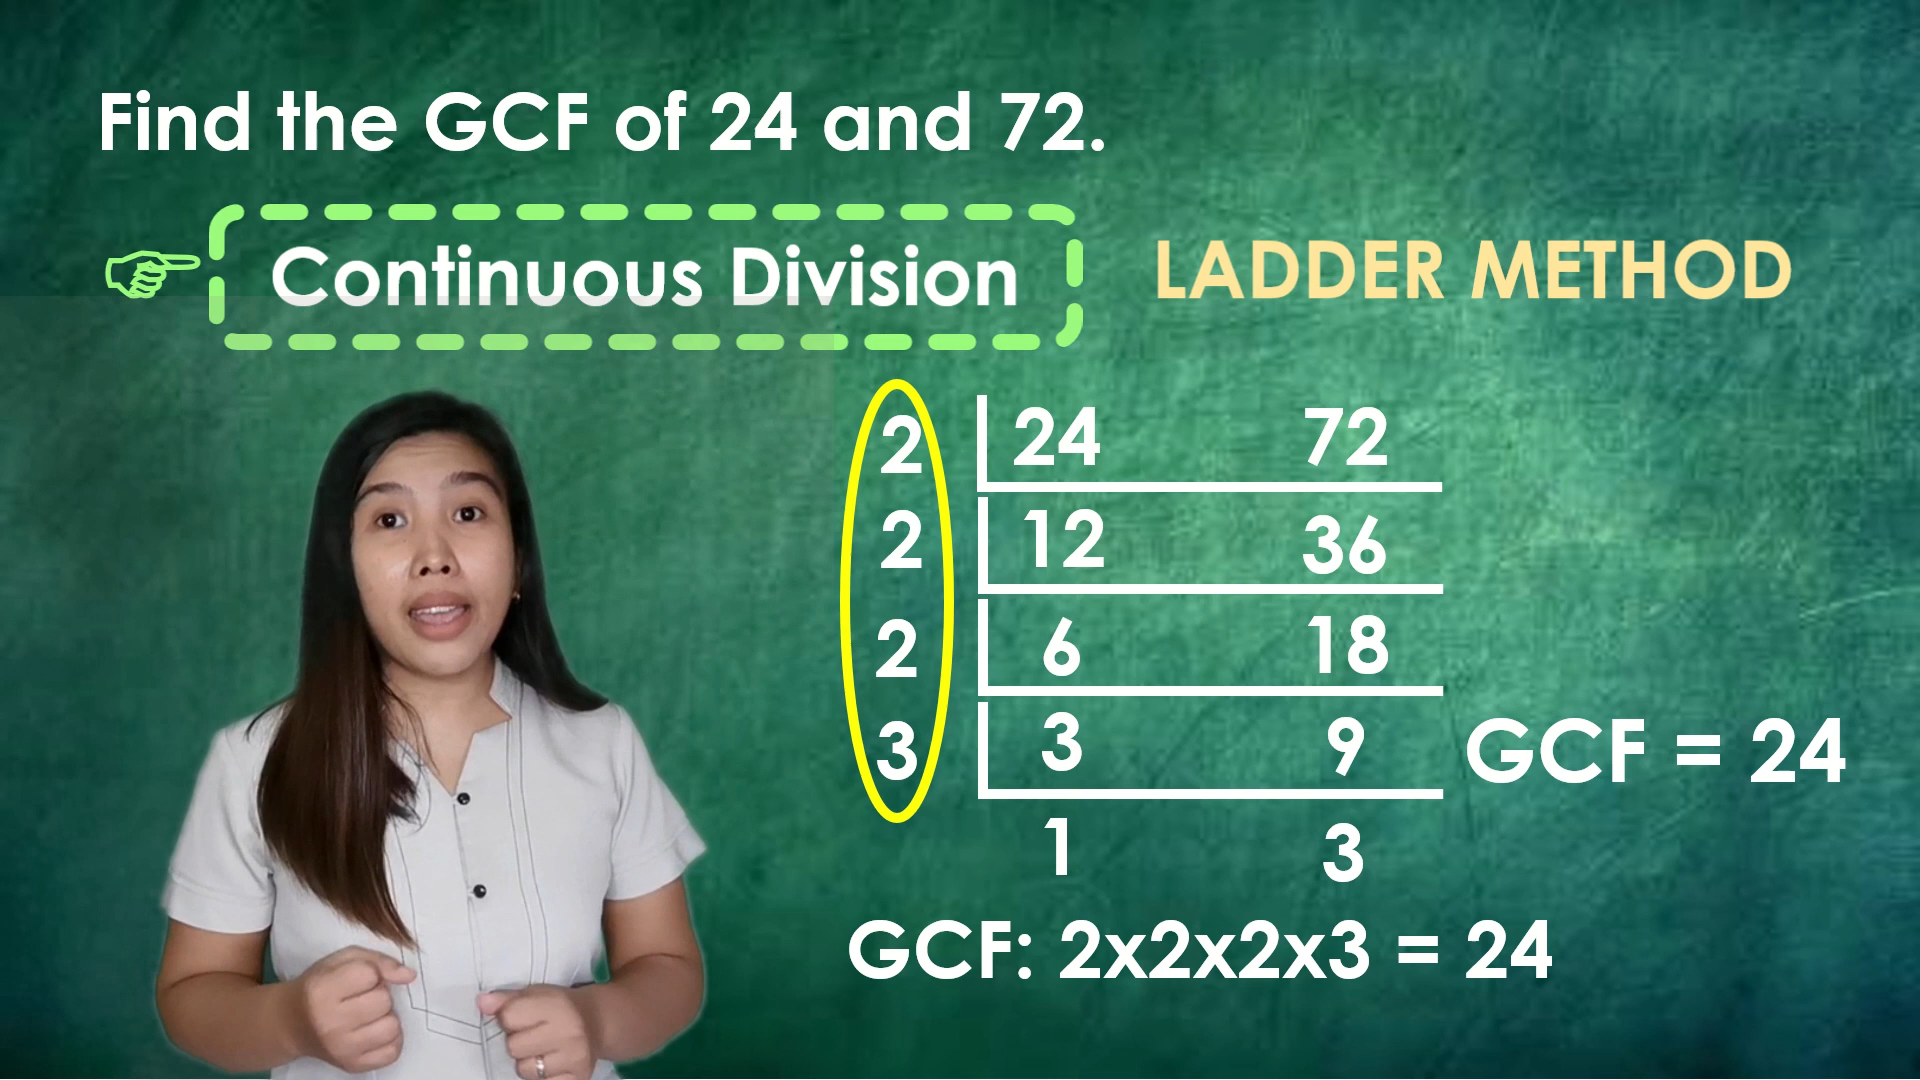 Find the GCF of 24 and 72.
Continuous Division
LADDER METHOD
2 24 72
2 12 36
2 6 18
3 3 9
GCF = 24
1 3
GCF: 2x2x2x3 = 24